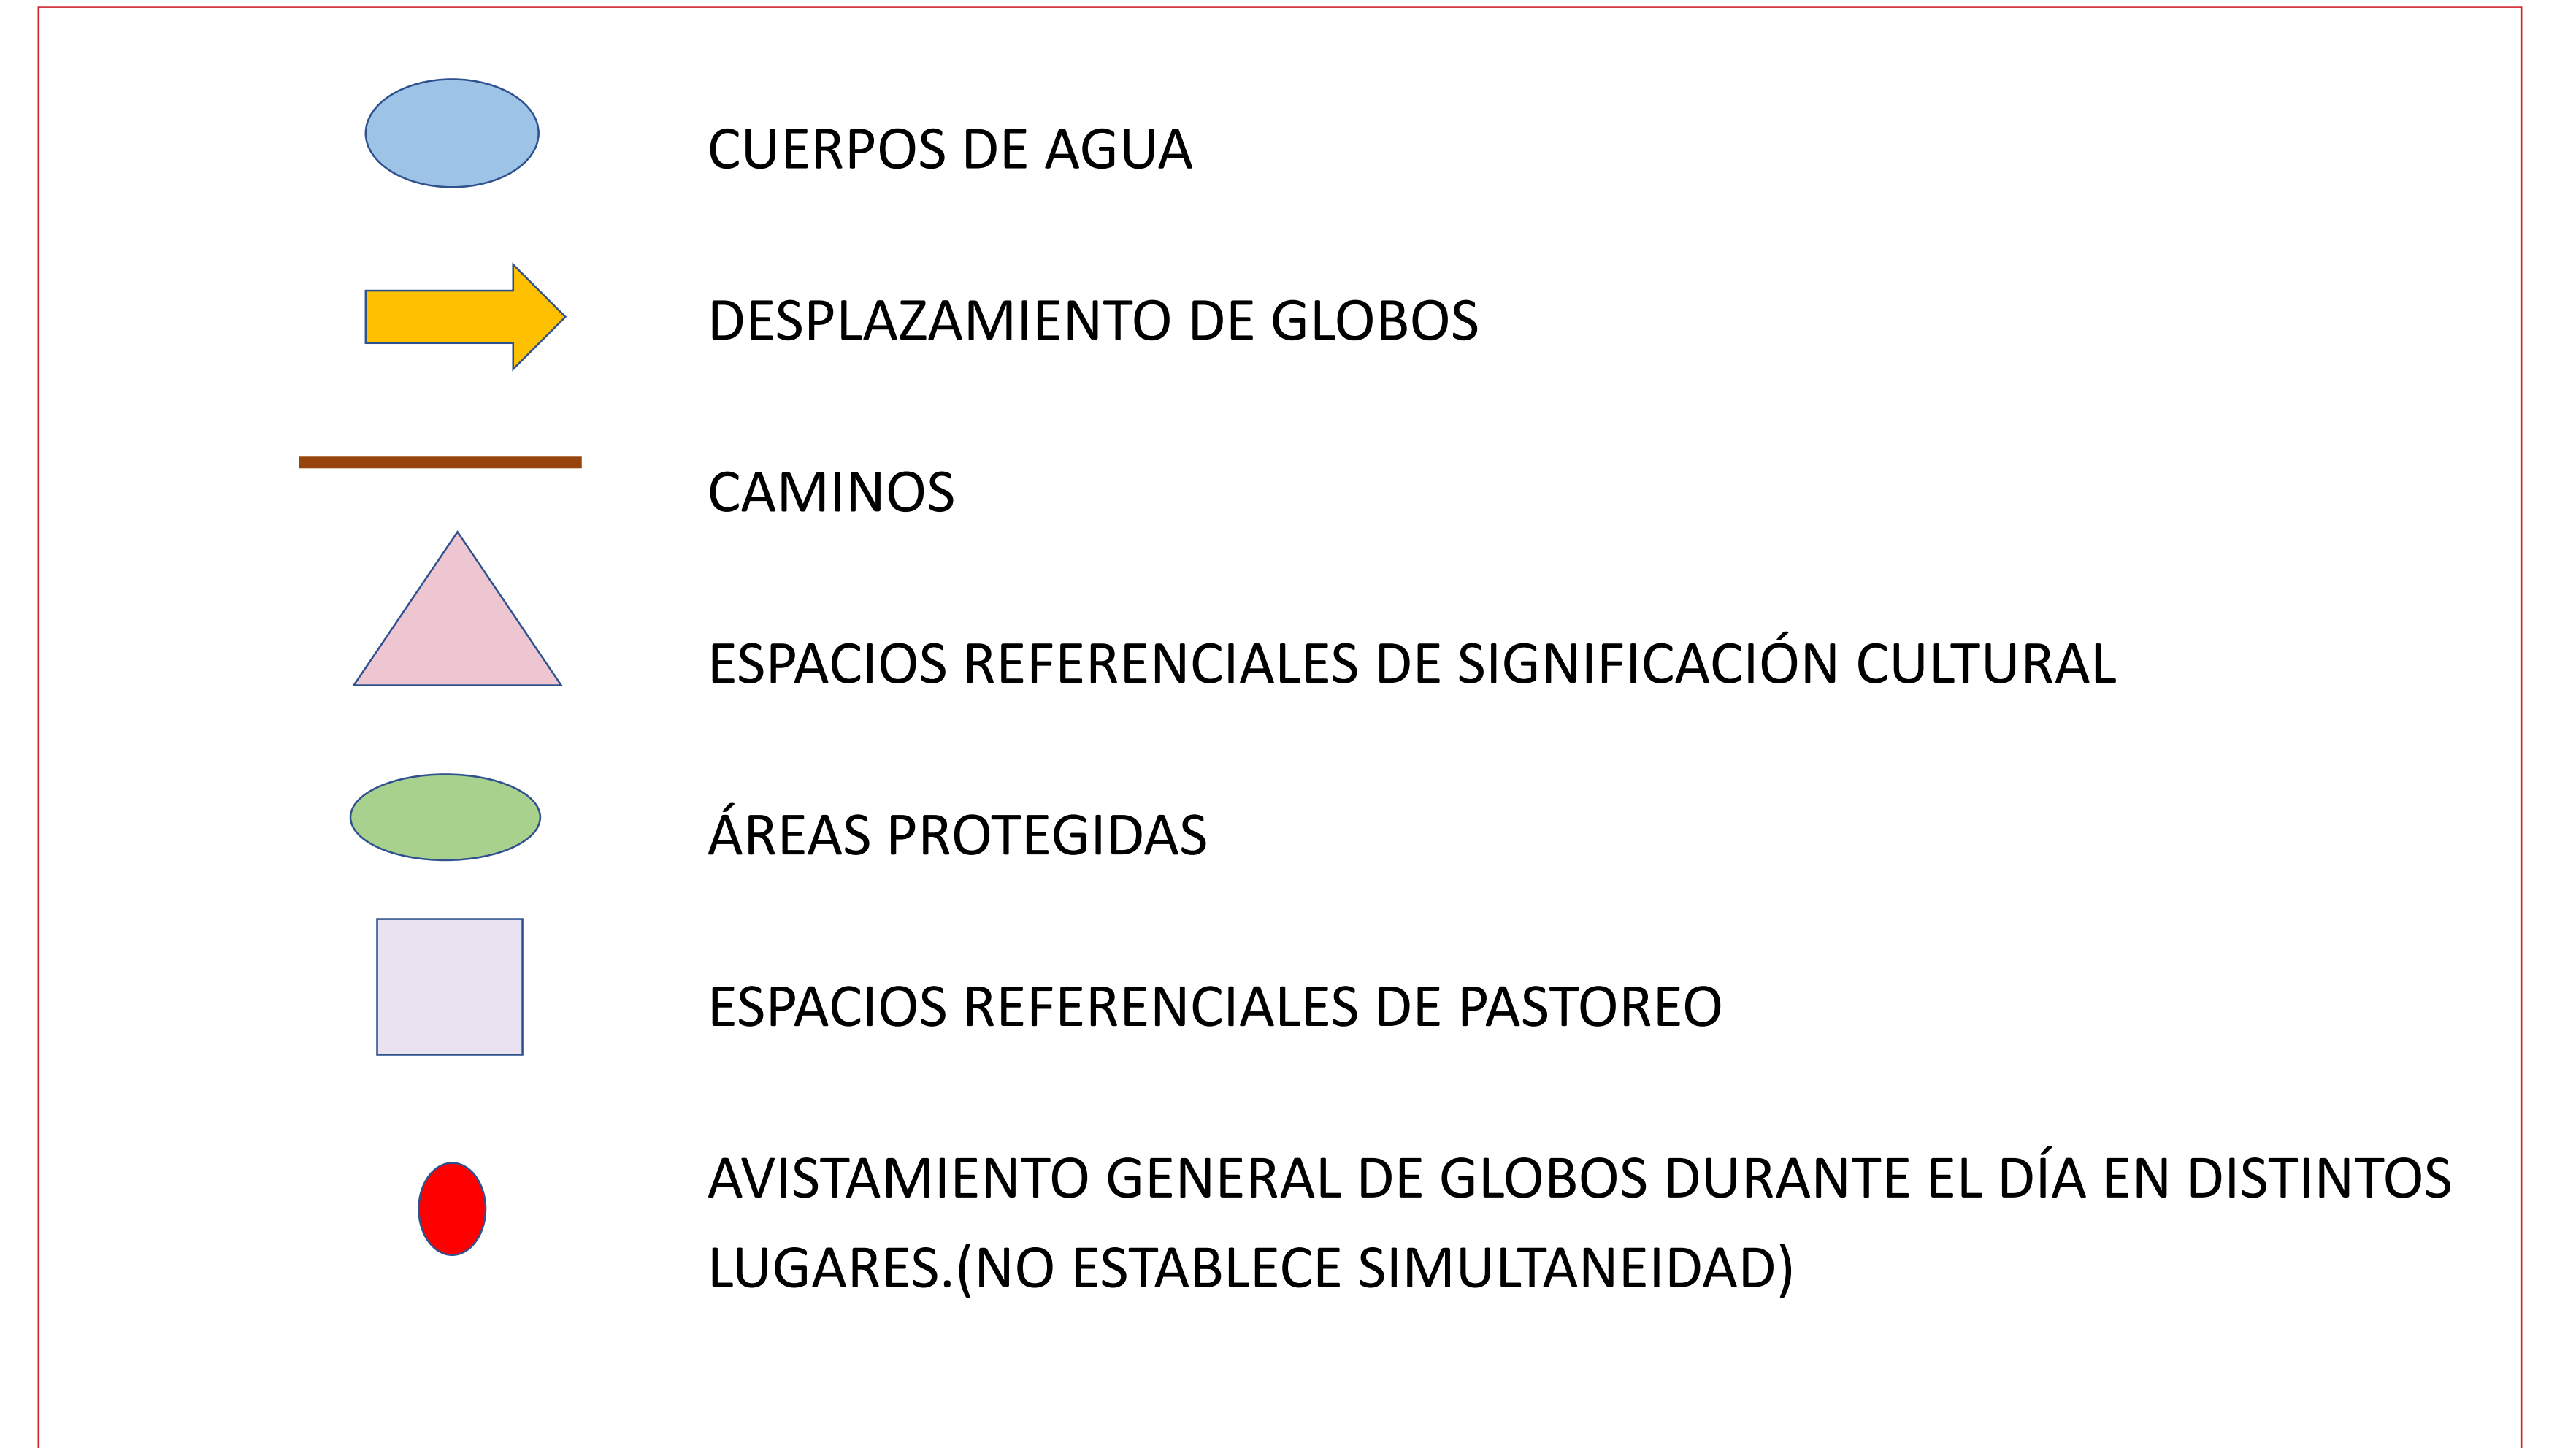 CUERPOS DE AGUA
DESPLAZAMIENTO DE GLOBOS
CAMINOS
ESPACIOS REFERENCIALES DE SIGNIFICACIÓN CULTURAL
ÁREAS PROTEGIDAS
ESPACIOS REFERENCIALES DE PASTOREO
AVISTAMIENTO GENERAL DE GLOBOS DURANTE EL DÍA EN DISTINTOS
LUGARES.(NO ESTABLECE SIMULTANEIDAD)